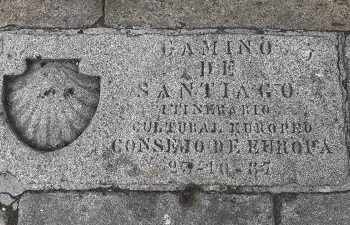 CAMINO
DE
SANTIAGO
ITINERARIO
CULTURAL EUROPEO
CONSEJO DE EUROPA
23-10-87